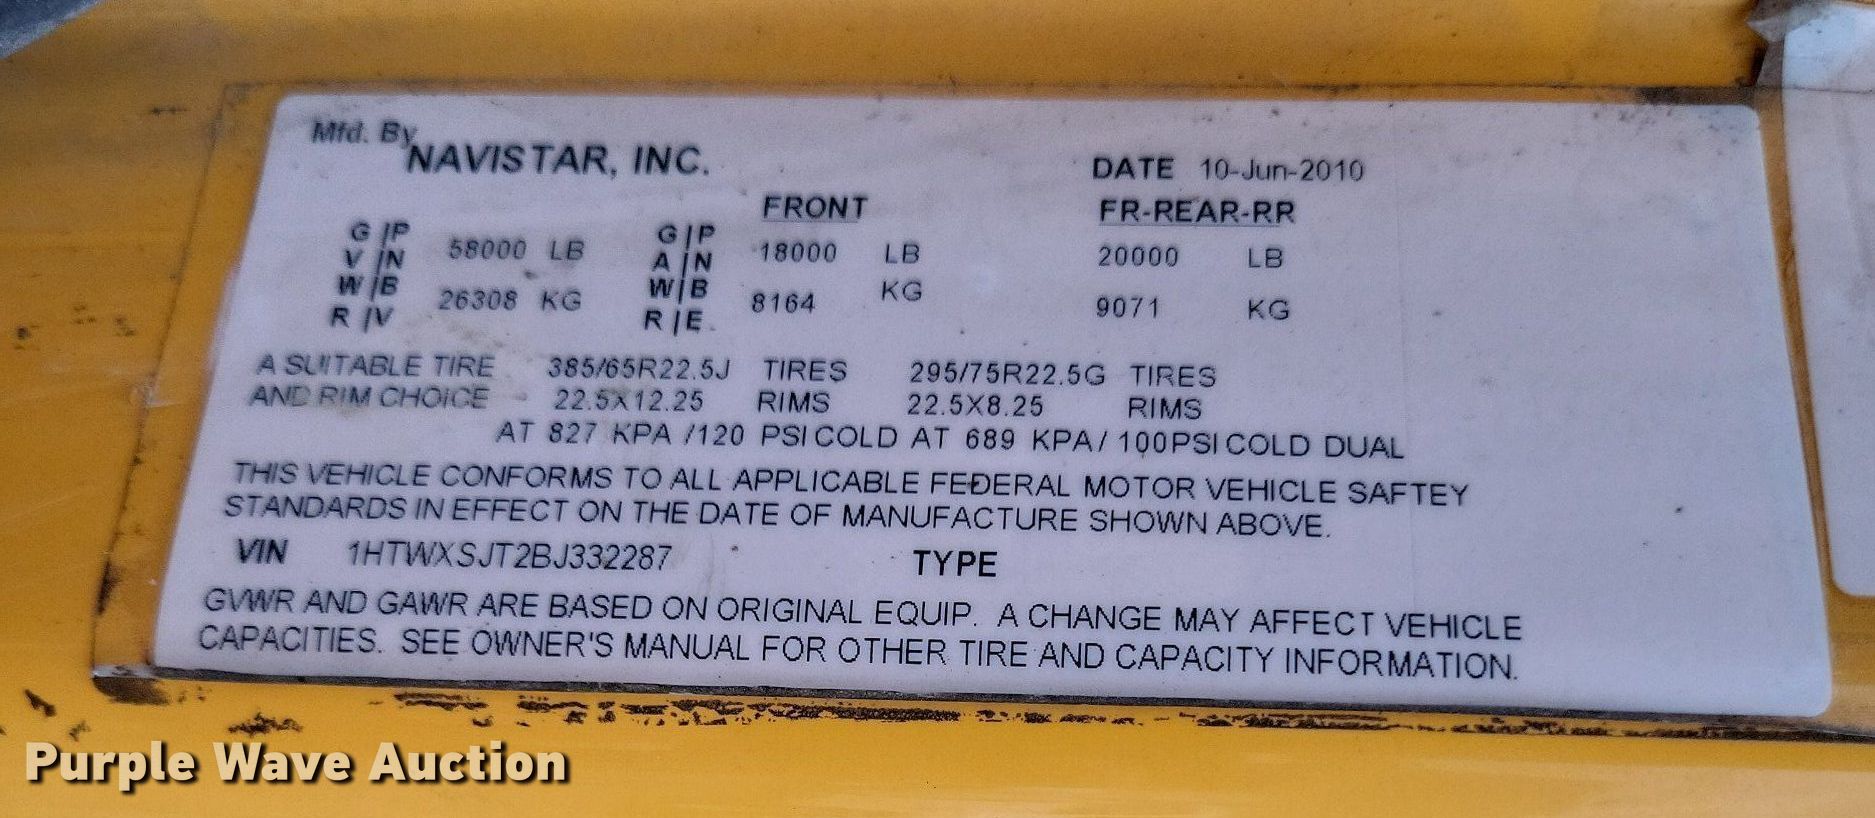 Mfd. By
NAVISTAR, INC.
DATE 10-Jun-2010
FRONT FR-REAR-RR
G|P 58000 LB G|P 18000 LB 20000 LB
V|N A|N
W|B 26308 KG W|B 8164 KG 9071 KG
R|V R|E.
A SUITABLE TIRE 385/65R22.5J TIRES 295/75R22.5G TIRES
AND RIM CHOICE 22.5X12.25 RIMS 22.5X8.25 RIMS
AT 827 KPA /120 PSI COLD AT 689 KPA/ 100PSI COLD DUAL
THIS VEHICLE CONFORMS TO ALL APPLICABLE FEDERAL MOTOR VEHICLE SAFTEY
STANDARDS IN EFFECT ON THE DATE OF MANUFACTURE SHOWN ABOVE.
VIN 1HTWXSJT2BJ332287 TYPE
GVWR AND GAWR ARE BASED ON ORIGINAL EQUIP. A CHANGE MAY AFFECT VEHICLE
CAPACITIES. SEE OWNER'S MANUAL FOR OTHER TIRE AND CAPACITY INFORMATION.
Purple Wave Auction